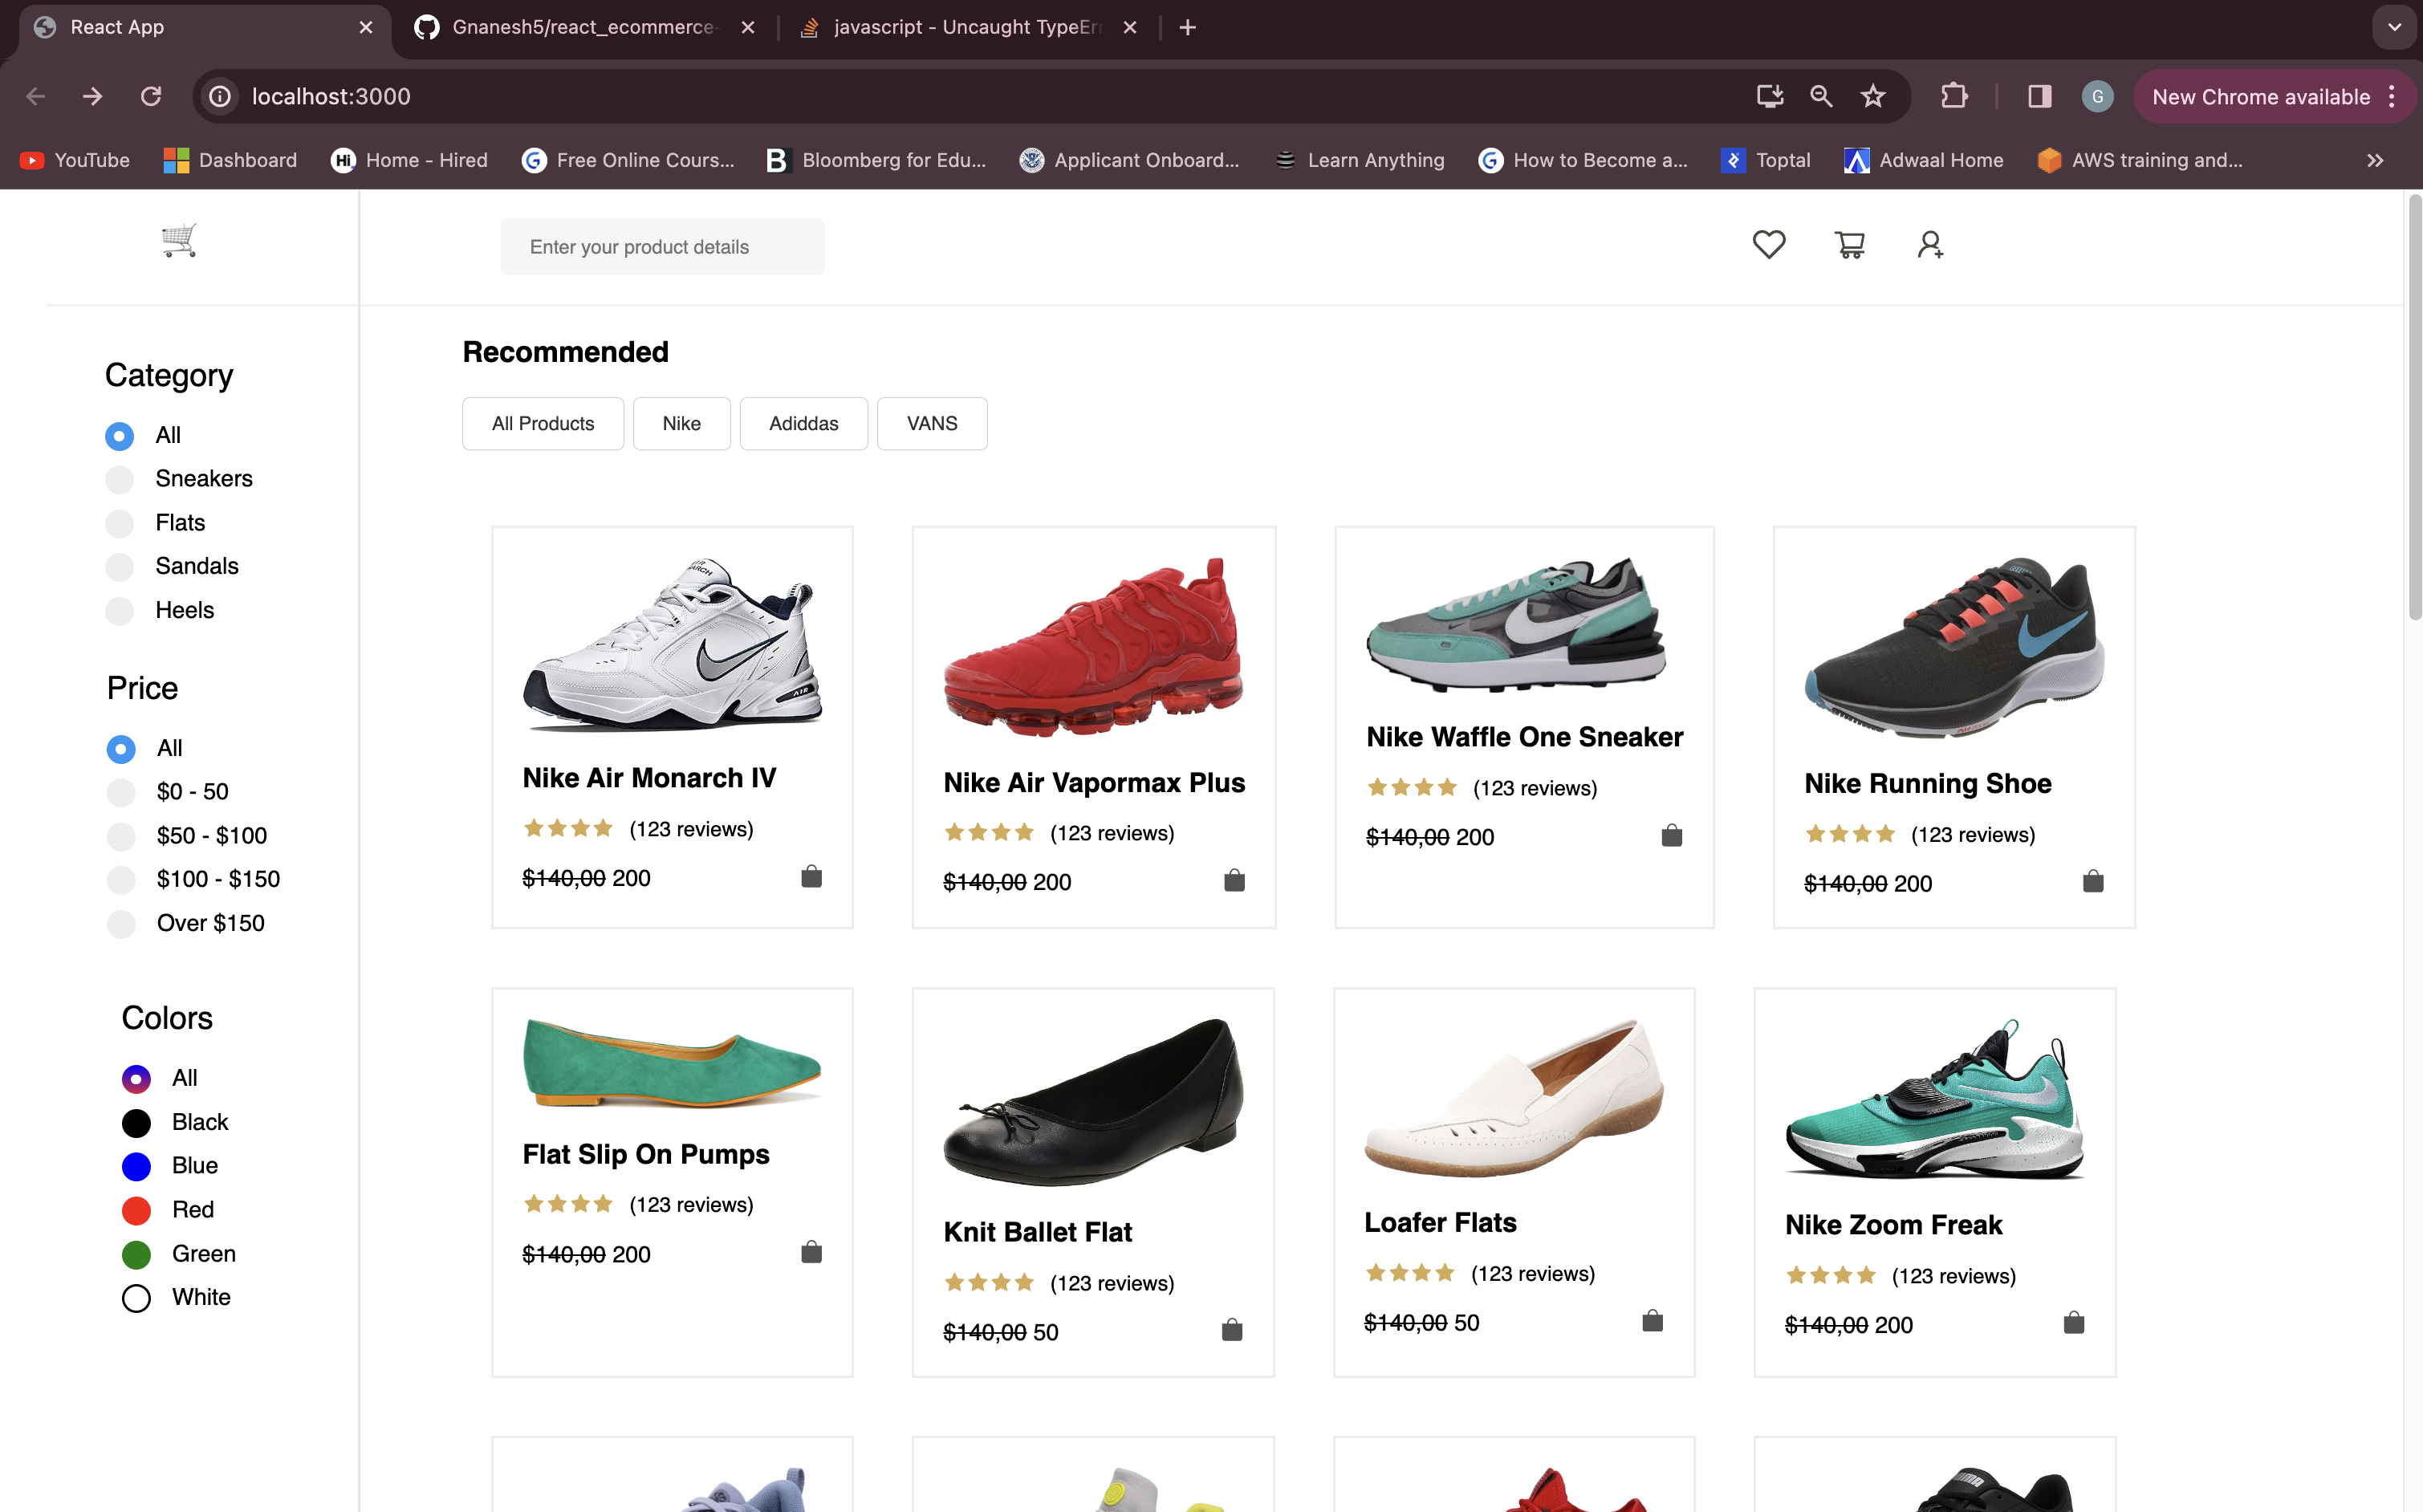 React App
Gnanesh5/react_ecommerce-
javascript - Uncaught TypeErr
localhost:3000
G
New Chrome available
YouTube
Dashboard
Hi Home - Hired
Free Online Cours...
B Bloomberg for Edu...
Applicant Onboard...
Learn Anything
G How to Become a...
Toptal
Adwaal Home
AWS training and...
Enter your product details
Category
All
Sneakers
Flats
Sandals
Heels
Price
All
$0 - 50
$50 - $100
$100 - $150
Over $150
Colors
All
Black
Blue
Red
Green
White
Recommended
All Products
Nike
Adiddas
VANS
Nike Air Monarch IV
(123 reviews)
$140,00 200
Nike Air Vapormax Plus
(123 reviews)
$140,00 200
Nike Waffle One Sneaker
(123 reviews)
$140,00 200
Nike Running Shoe
(123 reviews)
$140,00 200
Flat Slip On Pumps
(123 reviews)
$140,00 200
Knit Ballet Flat
(123 reviews)
$140,00 50
Loafer Flats
(123 reviews)
$140,00 50
Nike Zoom Freak
(123 reviews)
$140,00 200